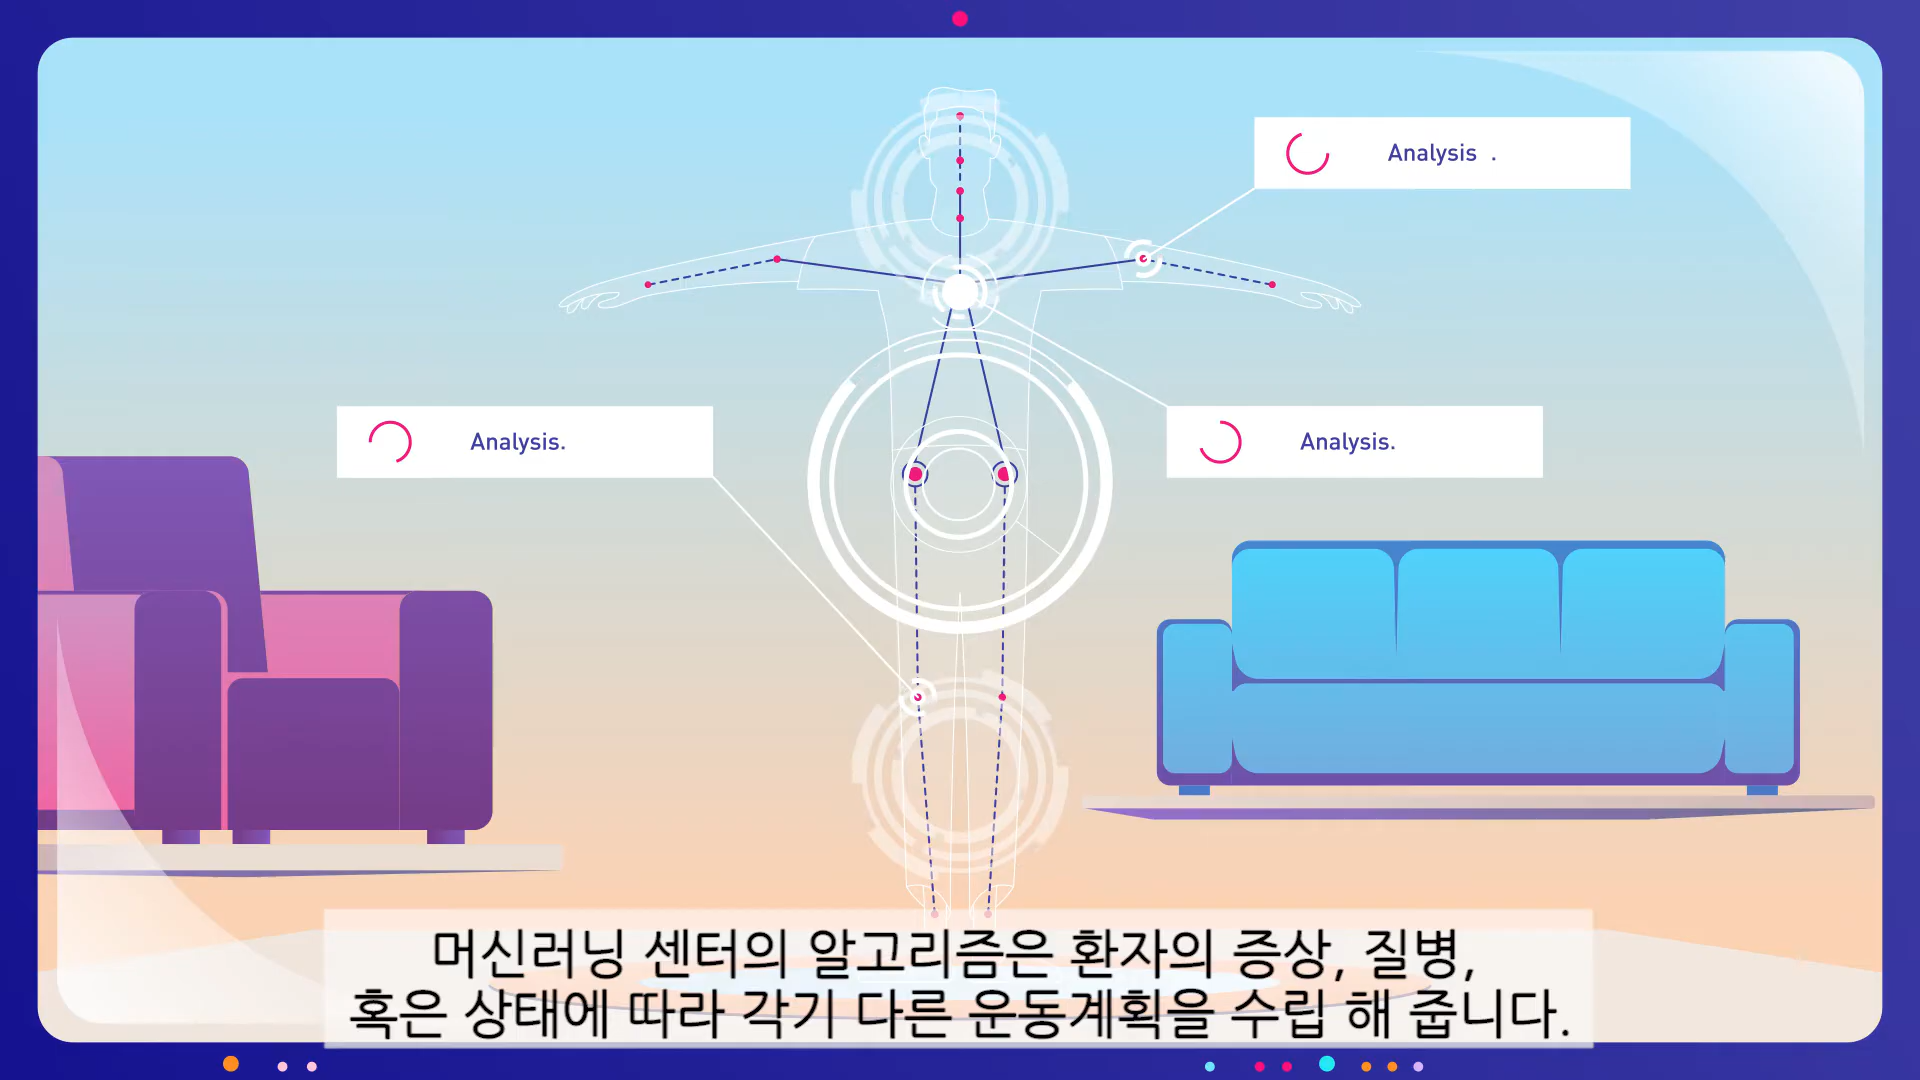 Analysis .
Analysis.
Analysis.
머신러닝 센터의 알고리즘은 환자의 증상, 질병,
혹은 상태에 따라 각기 다른 운동계획을 수립 해 줍니다.